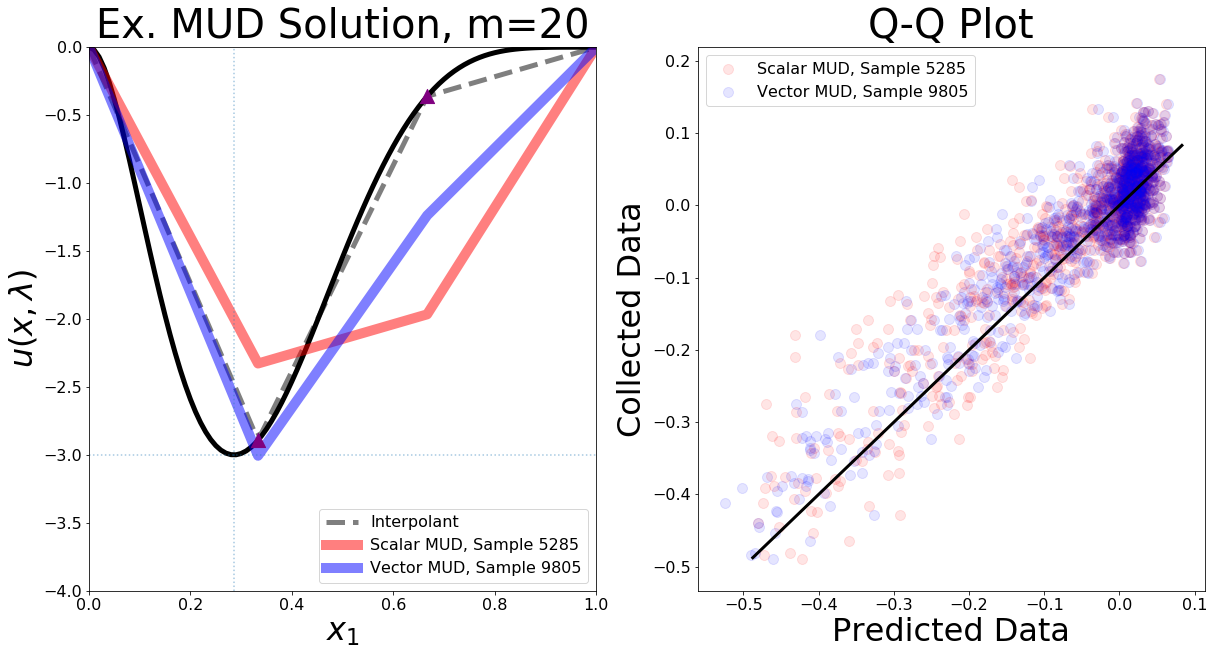 Ex. MUD Solution, m=20
0.0
−0.5
−1.0
−1.5
−2.0
−2.5
−3.0
−3.5
−4.0
u(x, λ)
Interpolant
Scalar MUD, Sample 5285
Vector MUD, Sample 9805
0.0 0.2 0.4 0.6 0.8 1.0
x₁
Q-Q Plot
0.2
0.1
0.0
−0.1
−0.2
−0.3
−0.4
−0.5
Collected Data
Scalar MUD, Sample 5285
Vector MUD, Sample 9805
−0.5 −0.4 −0.3 −0.2 −0.1 0.0 0.1
Predicted Data